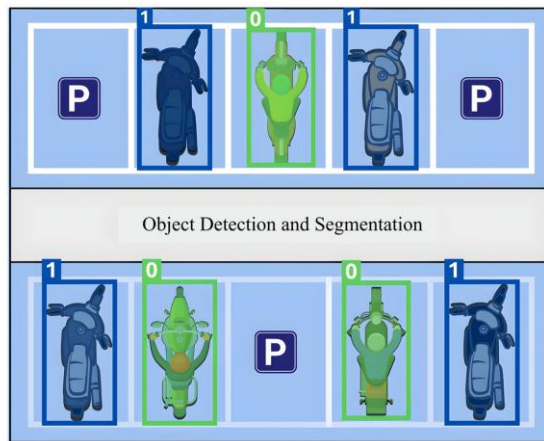 1 0 1
P P
Object Detection and Segmentation
1 0 0 1
P